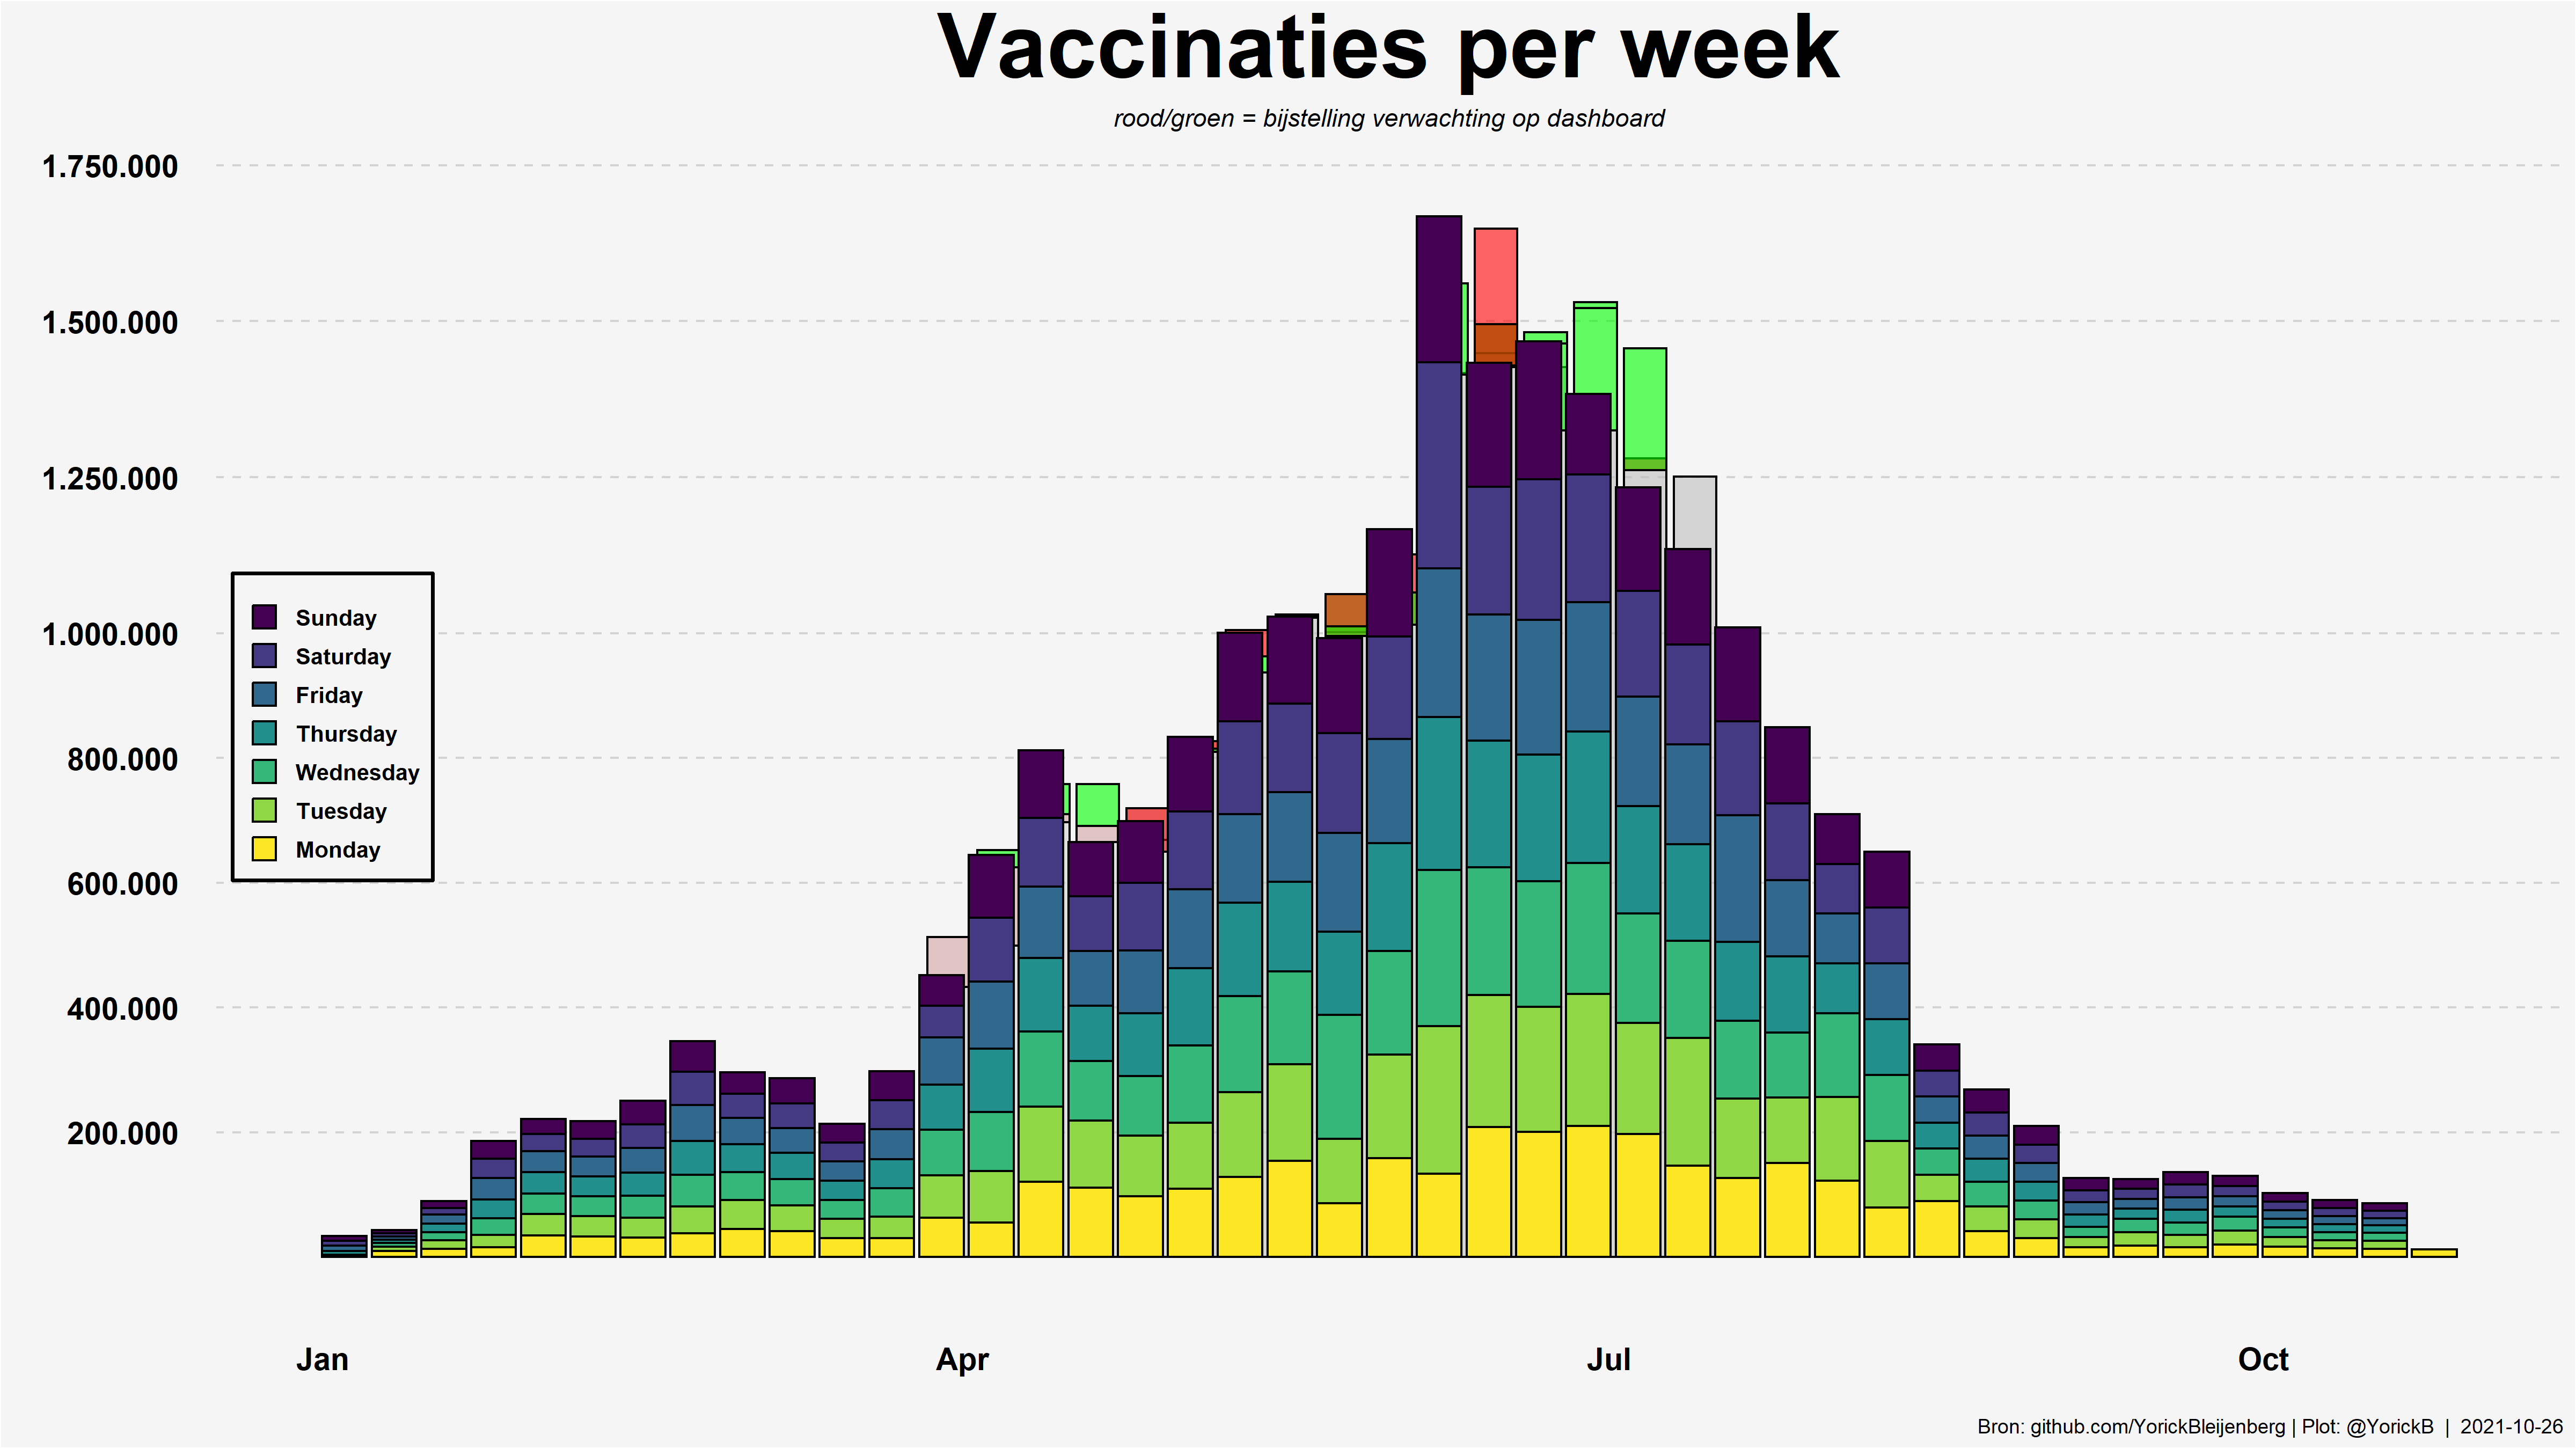 Vaccinaties per week
rood/groen = bijstelling verwachting op dashboard
1.750.000
1.500.000
1.250.000
1.000.000
800.000
600.000
400.000
200.000
Sunday
Saturday
Friday
Thursday
Wednesday
Tuesday
Monday
Jan Apr Jul Oct
Bron: github.com/YorickBleijenberg | Plot: @YorickB | 2021-10-26